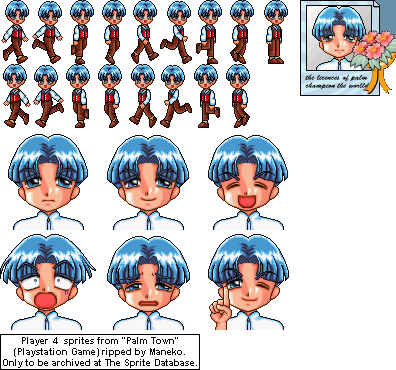 the licences of palm
champion the world
Player 4 sprites from "Palm Town"
(Playstation Game) ripped by Maneko.
Only to be archived at The Sprite Database.